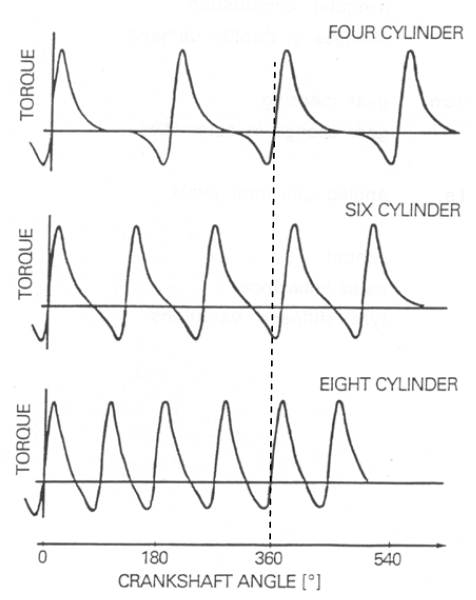 FOUR CYLINDER
TORQUE
SIX CYLINDER
TORQUE
EIGHT CYLINDER
TORQUE
0 180 360 540
CRANKSHAFT ANGLE [°]